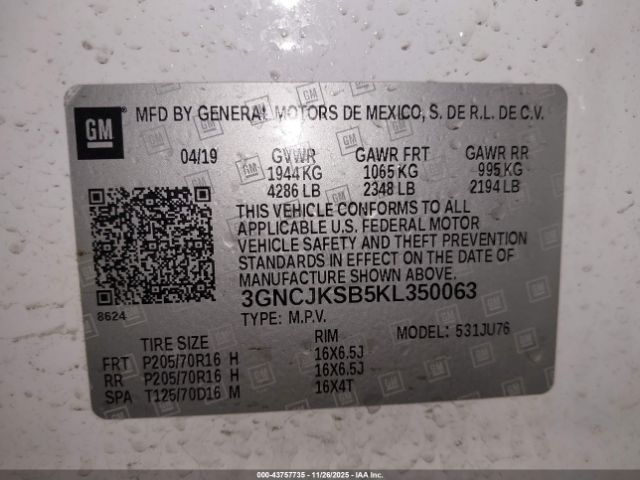 GM
MFD BY GENERAL MOTORS DE MEXICO, S. DE R.L. DE C.V.
04/19 GVWR GAWR FRT GAWR RR
1944 KG 1065 KG 995 KG
4286 LB 2348 LB 2194 LB
THIS VEHICLE CONFORMS TO ALL
APPLICABLE U.S. FEDERAL MOTOR
VEHICLE SAFETY AND THEFT PREVENTION
STANDARDS IN EFFECT ON THE DATE OF
MANUFACTURE SHOWN ABOVE.
8624
3GNCJKSB5KL350063
TYPE: M.P.V. MODEL: 531JU76
TIRE SIZE RIM
FRT P205/70R16 H 16X6.5J
RR P205/70R16 H 16X6.5J
SPA T125/70D16 M 16X4T
000-43757735 - 11/26/2025 - IAA Inc.